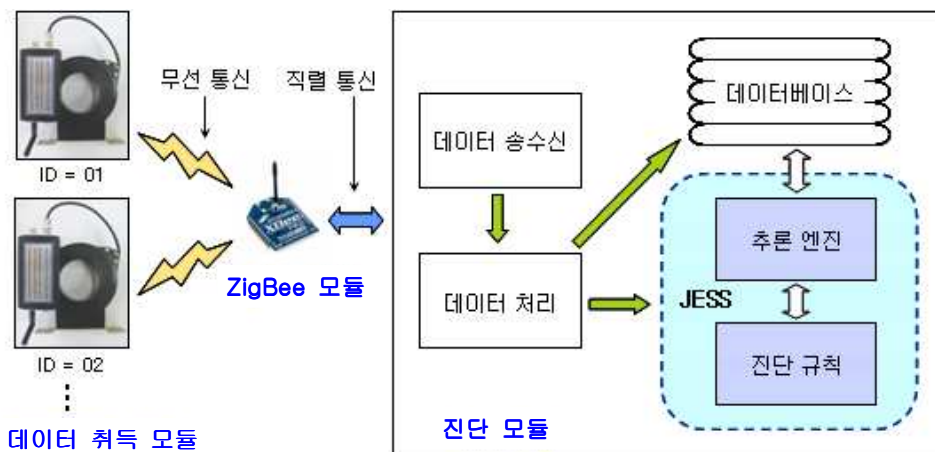 무선 통신
직렬 통신
ID = 01
ID = 02
데이터 취득 모듈
XBee
ZigBee 모듈
데이터 송수신
데이터 처리
데이터베이스
추론 엔진
JESS
진단 규칙
진단 모듈